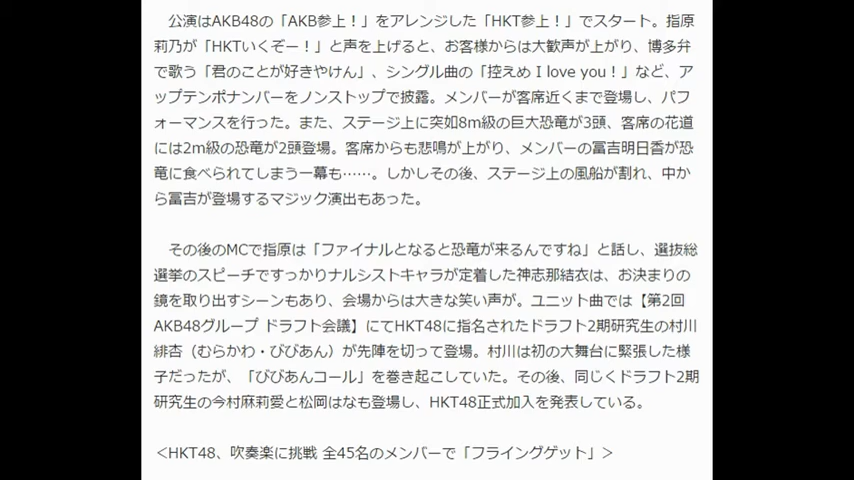 公演はAKB48の「AKB参上！」をアレンジした「HKT参上！」でスタート。指原
莉乃が「HKTいくぞー！」と声を上げると、お客様からは大歓声が上がり、博多弁
で歌う「君のことが好きやけん」、シングル曲の「控えめ I love you！」など、ア
ップテンポナンバーをノンストップで披露。メンバーが客席近くまで登場し、パフ
ォーマンスを行った。また、ステージ上に突如8m級の巨大恐竜が3頭、客席の花道
には2m級の恐竜が2頭登場。客席からも悲鳴が上がり、メンバーの冨吉明日香が恐
竜に食べられてしまう一幕も……。しかしその後、ステージ上の風船が割れ、中か
ら冨吉が登場するマジック演出もあった。
その後のMCで指原は「ファイナルとなると恐竜が来るんですね」と話し、選抜総
選挙のスピーチですっかりナルシストキャラが定着した神志那結衣は、お決まりの
鏡を取り出すシーンもあり、会場からは大きな笑い声が。ユニット曲では【第2回
AKB48グループ ドラフト会議】にてHKT48に指名されたドラフト2期研究生の村川
緋杏（むらかわ・びびあん）が先陣を切って登場。村川は初の大舞台に緊張した様
子だったが、「びびあんコール」を巻き起こしていた。その後、同じくドラフト2期
研究生の今村麻莉愛と松岡はなも登場し、HKT48正式加入を発表している。
＜HKT48、吹奏楽に挑戦 全45名のメンバーで「フライングゲット」＞